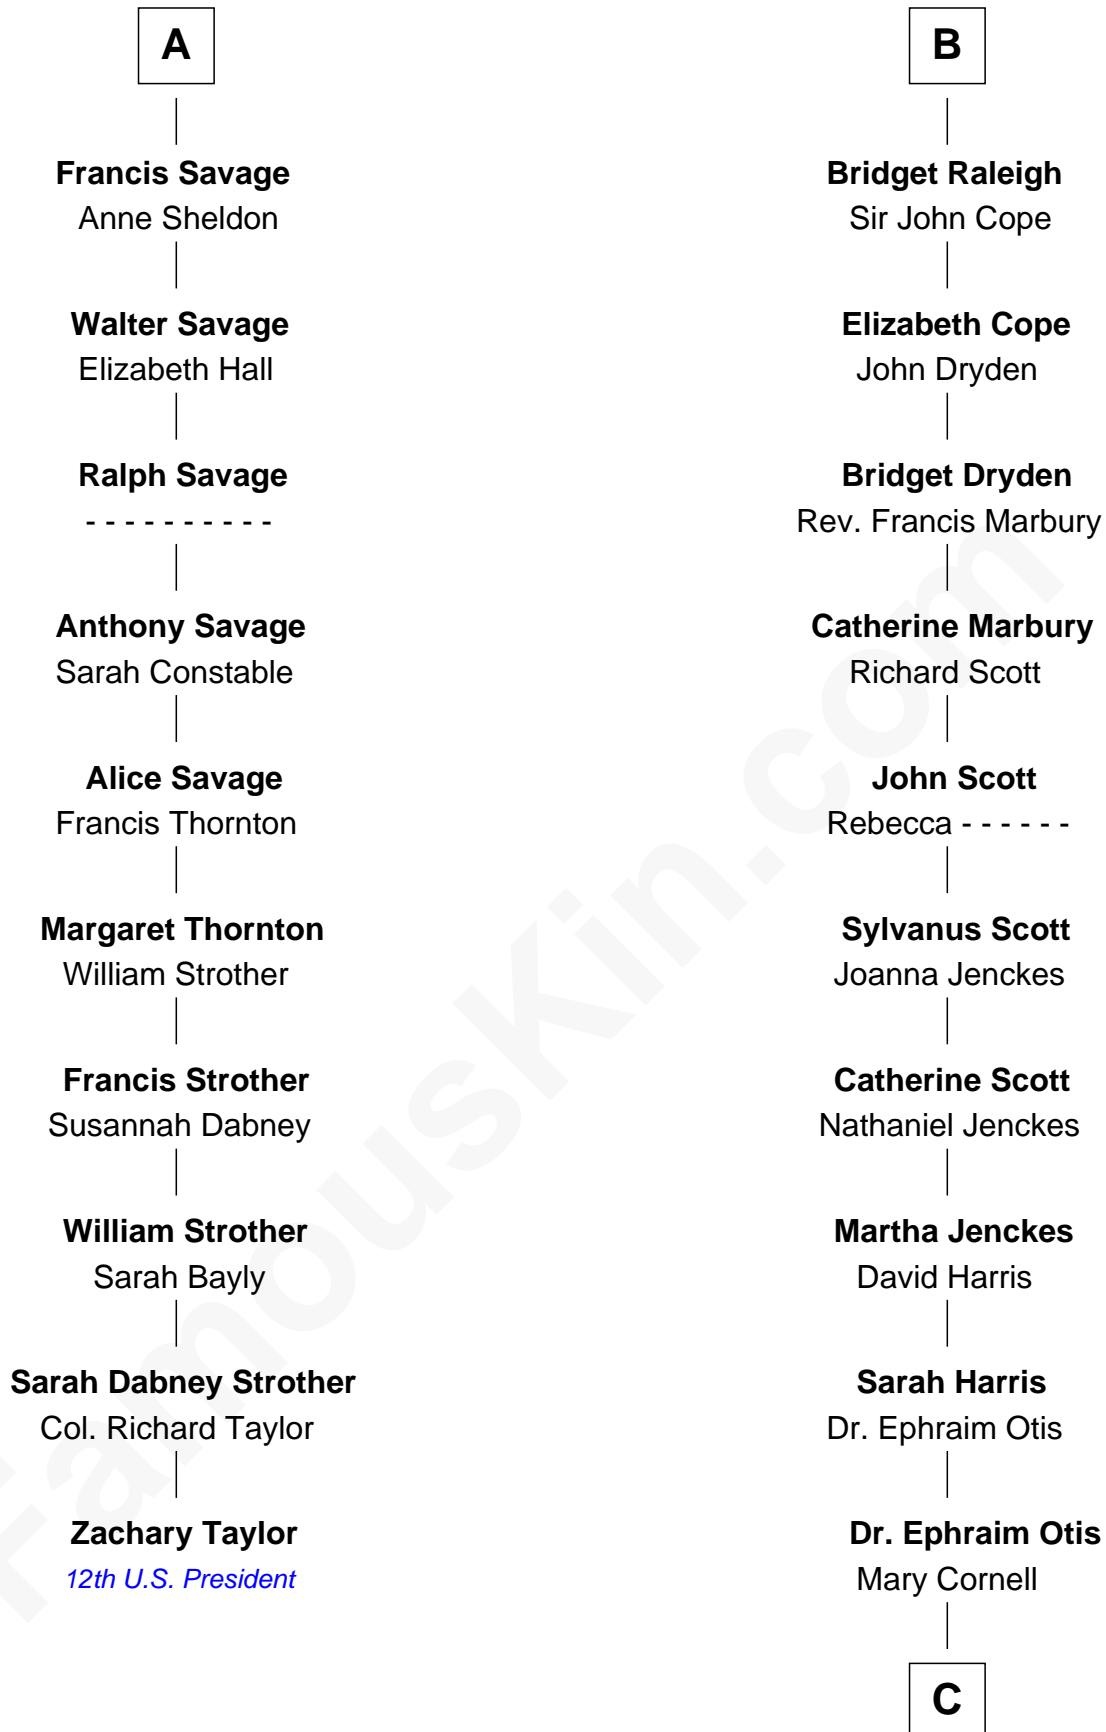 A
Francis Savage
Anne Sheldon
Walter Savage
Elizabeth Hall
Ralph Savage
- - - - - - - - - -
Anthony Savage
Sarah Constable
Alice Savage
Francis Thornton
Margaret Thornton
William Strother
Francis Strother
Susannah Dabney
William Strother
Sarah Bayly
Sarah Dabney Strother
Col. Richard Taylor
Zachary Taylor
12th U.S. President
B
Bridget Raleigh
Sir John Cope
Elizabeth Cope
John Dryden
Bridget Dryden
Rev. Francis Marbury
Catherine Marbury
Richard Scott
John Scott
Rebecca - - - - - -
Sylvanus Scott
Joanna Jenckes
Catherine Scott
Nathaniel Jenckes
Martha Jenckes
David Harris
Sarah Harris
Dr. Ephraim Otis
Dr. Ephraim Otis
Mary Cornell
C
FamousKin.com